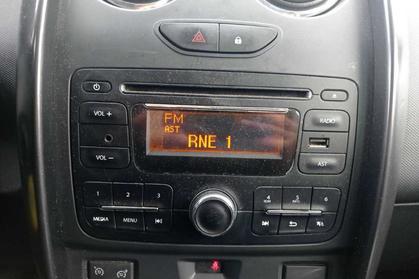 FM
AST
RNE 1
VOL +
VOL -
RADIO
AST
1 2 3
4 5 6
MEDIA MENU